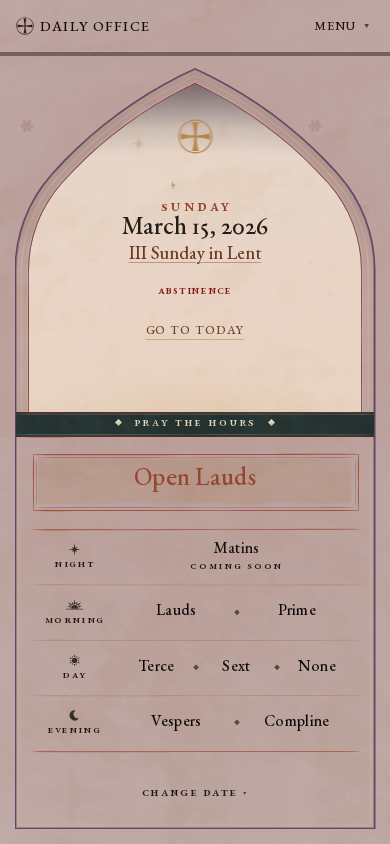 DAILY OFFICE
MENU
SUNDAY
March 15, 2026
III Sunday in Lent
ABSTINENCE
GO TO TODAY
PRAY THE HOURS
Open Lauds
NIGHT
Matins
COMING SOON
MORNING
Lauds ◆ Prime
DAY
Terce ◆ Sext ◆ None
EVENING
Vespers ◆ Compline
CHANGE DATE